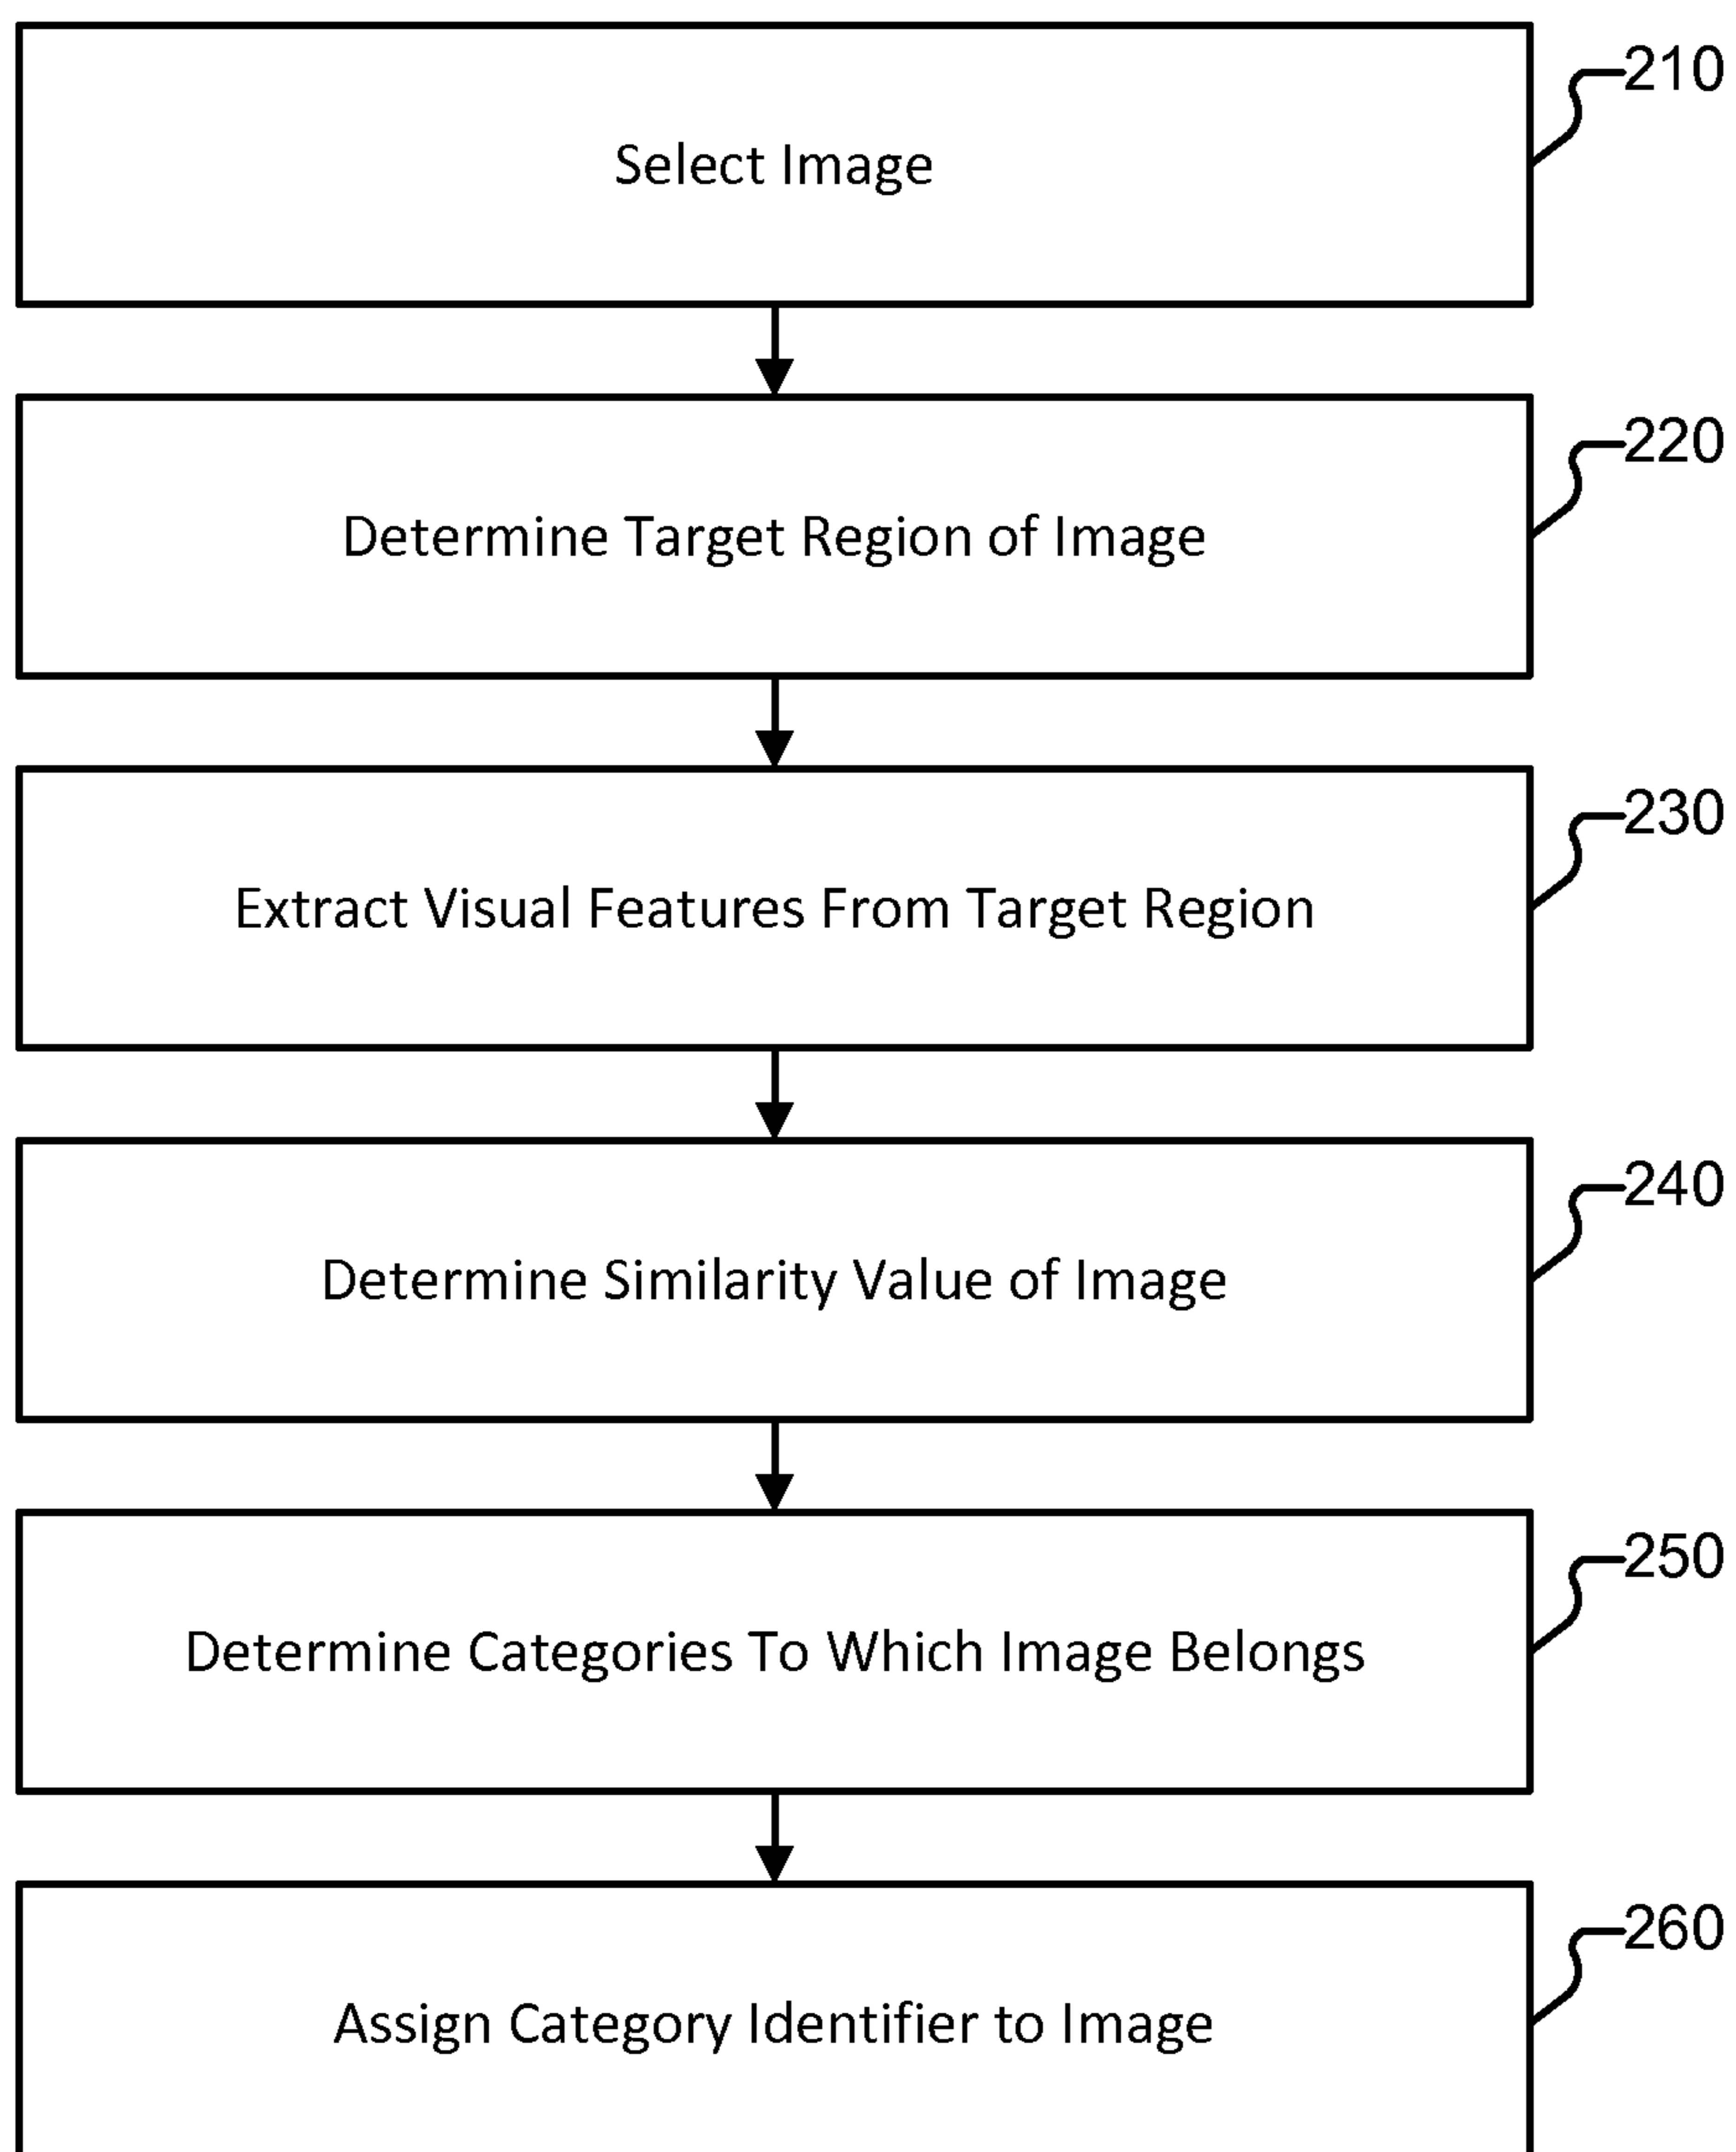 210
Select Image
220
Determine Target Region of Image
230
Extract Visual Features From Target Region
240
Determine Similarity Value of Image
250
Determine Categories To Which Image Belongs
260
Assign Category Identifier to Image